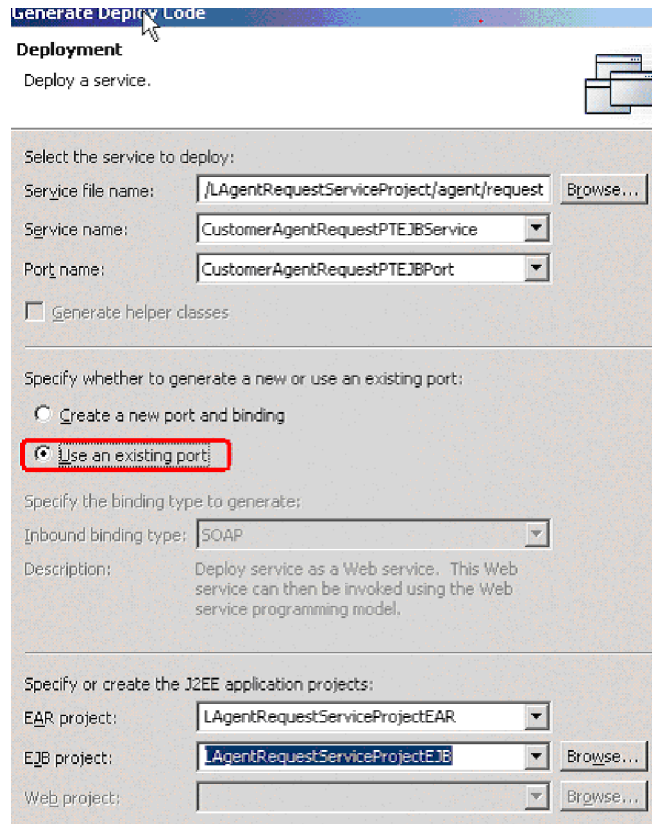 Generate Deploy Code
Deployment
Deploy a service.
Select the service to deploy:
Service file name: /LAgentRequestServiceProject/agent/request Browse...
Service name: CustomerAgentRequestPTEJBService
Port name: CustomerAgentRequestPTEJBPort
Generate helper classes
Specify whether to generate a new or use an existing port:
Create a new port and binding
Use an existing port
Specify the binding type to generate:
Inbound binding type: SOAP
Description: Deploy service as a Web service. This Web
service can then be invoked using the Web
service programming model.
Specify or create the J2EE application projects:
EAR project: LAgentRequestServiceProjectEAR
EJB project: LAgentRequestServiceProjectEJB Browse...
Web project: Browse...